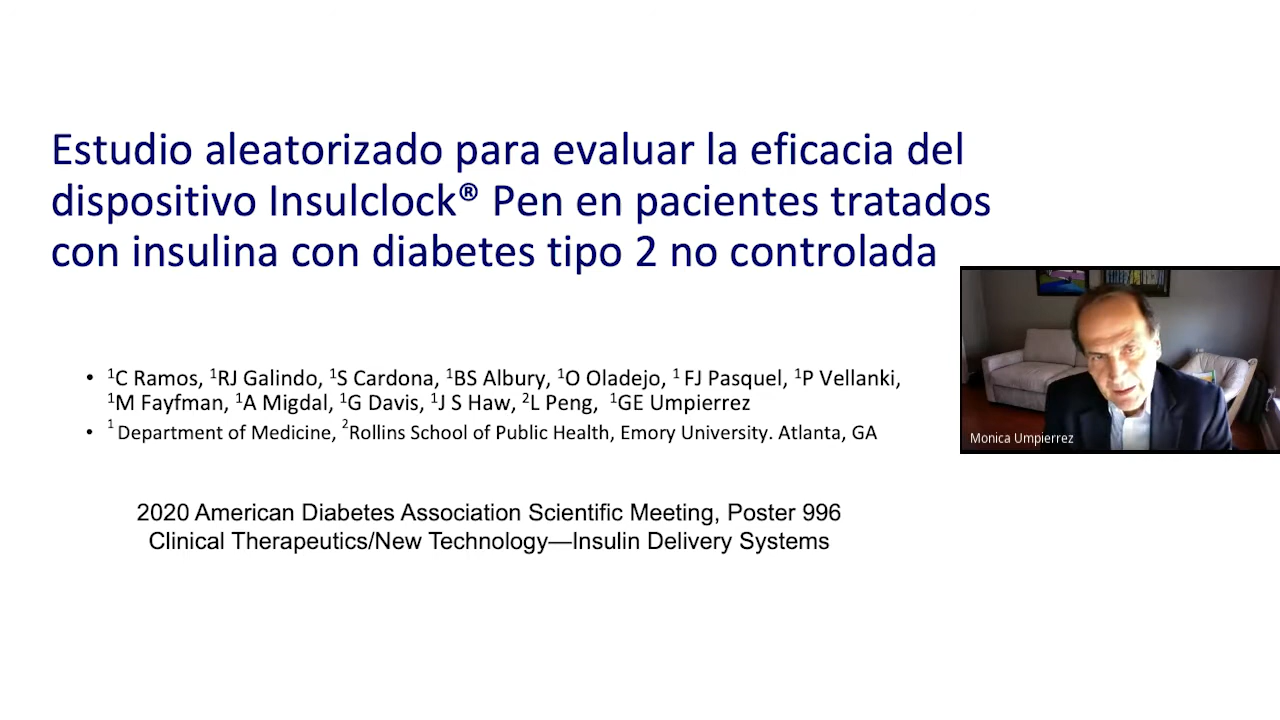 Estudio aleatorizado para evaluar la eficacia del
dispositivo Insulclock® Pen en pacientes tratados
con insulina con diabetes tipo 2 no controlada
• ¹C Ramos, ¹RJ Galindo, ¹S Cardona, ¹BS Albury, ¹O Oladejo, ¹ FJ Pasquel, ¹P Vellanki,
¹M Fayfman, ¹A Migdal, ¹G Davis, ¹J S Haw, ²L Peng, ¹GE Umpierrez
• ¹ Department of Medicine, ²Rollins School of Public Health, Emory University. Atlanta, GA
Monica Umpierrez
2020 American Diabetes Association Scientific Meeting, Poster 996
Clinical Therapeutics/New Technology—Insulin Delivery Systems